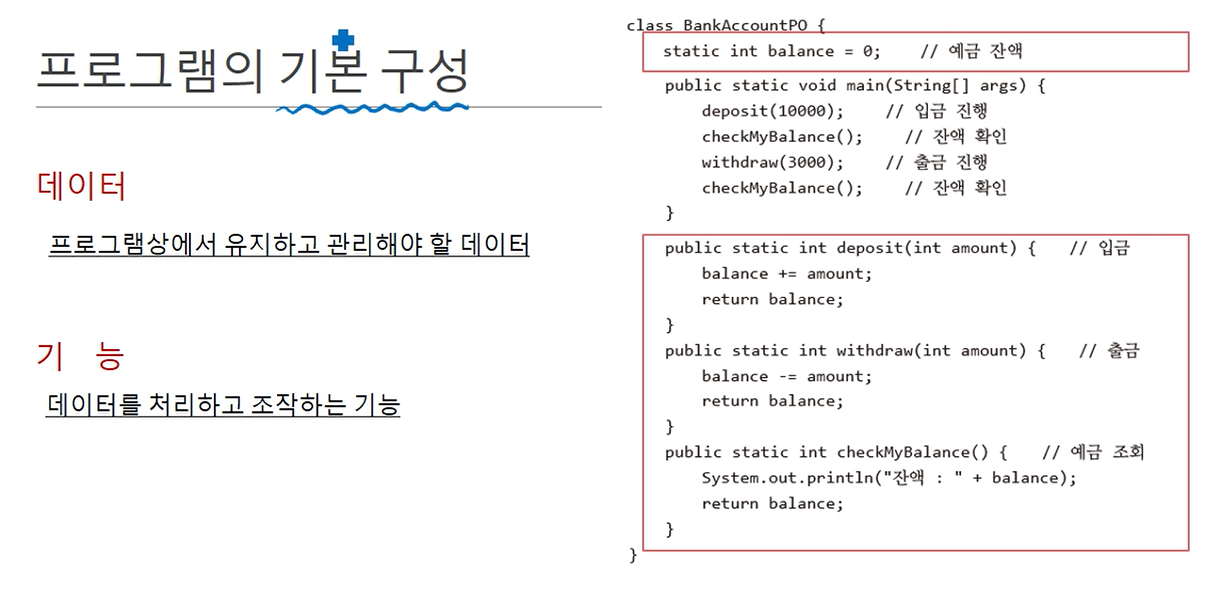 프로그램의 기본 구성
데이터
프로그램상에서 유지하고 관리해야 할 데이터
기 능
데이터를 처리하고 조작하는 기능
class BankAccountPO {
static int balance = 0; // 예금 잔액
public static void main(String[] args) {
deposit(10000); // 입금 진행
checkMyBalance(); // 잔액 확인
withdraw(3000); // 출금 진행
checkMyBalance(); // 잔액 확인
}
public static int deposit(int amount) { // 입금
balance += amount;
return balance;
}
public static int withdraw(int amount) { // 출금
balance -= amount;
return balance;
}
public static int checkMyBalance() { // 예금 조회
System.out.println("잔액 : " + balance);
return balance;
}
}